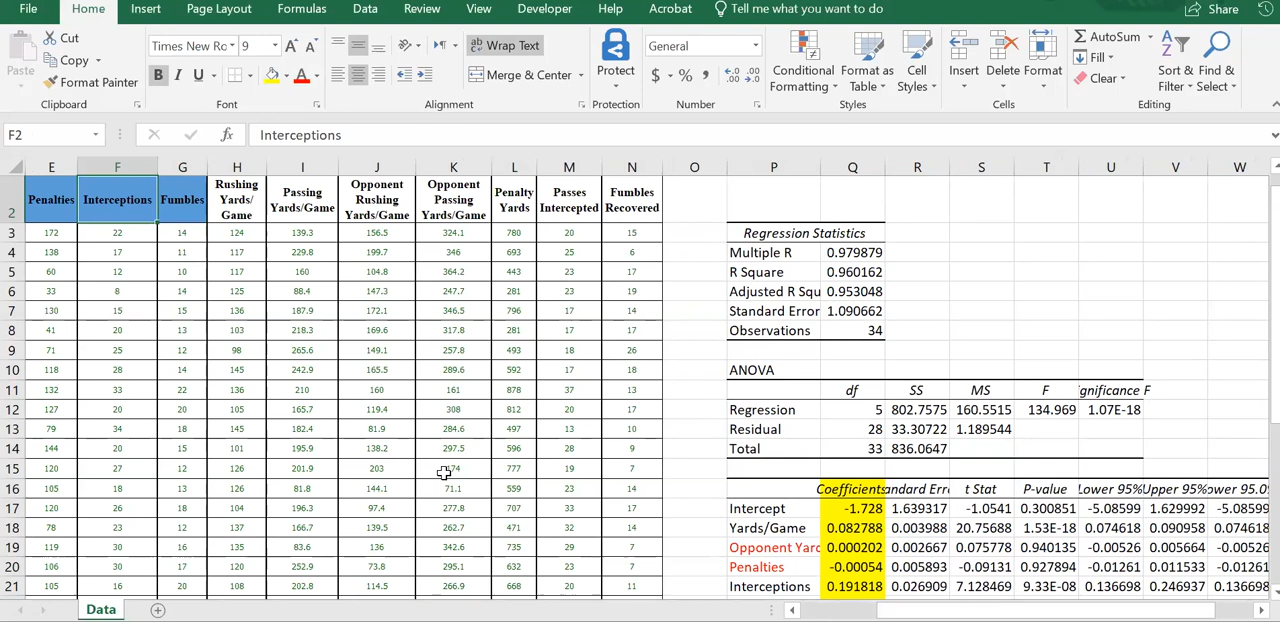 File Home Insert Page Layout Formulas Data Review View Developer Help Acrobat Tell me what you want to do Share
Paste Cut Copy Format Painter Clipboard
Times New Ro 9 B I U Font
Wrap Text Merge & Center Alignment
Protect Protection
General $ % Number
Conditional Formatting Format as Table Cell Styles Styles
Insert Delete Format Cells
AutoSum Fill Clear Sort & Filter Find & Select Editing
F2 fx Interceptions
E F G H I J K L M N O P Q R S T U V W
2 Penalties Interceptions Fumbles Rushing Yards/ Game Passing Yards/Game Opponent Rushing Yards/Game Opponent Passing Yards/Game Penalty Yards Passes Intercepted Fumbles Recovered
3 172 22 14 124 139.3 156.5 324.1 780 20 15 Regression Statistics
4 138 17 11 117 229.8 199.7 346 693 25 6 Multiple R 0.979879
5 60 12 10 117 160 104.8 364.2 443 23 17 R Square 0.960162
6 33 8 14 125 88.4 147.3 247.7 281 23 19 Adjusted R Squ 0.953048
7 130 15 15 136 187.9 172.1 346.5 796 17 14 Standard Error 1.090662
8 41 20 13 103 218.3 169.6 317.8 281 17 17 Observations 34
9 71 25 12 98 265.6 149.1 257.8 493 18 26
10 118 28 14 145 242.9 165.5 289.6 592 17 18 ANOVA
11 132 33 22 136 210 160 161 878 37 13 df SS MS F ignificance F
12 127 20 20 105 165.7 119.4 308 812 20 17 Regression 5 802.7575 160.5515 134.969 1.07E-18
13 79 34 18 145 182.4 81.9 284.6 497 13 10 Residual 28 33.30722 1.189544
14 144 20 15 101 195.9 138.2 297.5 596 28 9 Total 33 836.0647
15 120 27 12 126 201.9 203 777 19 7
16 105 18 13 126 81.8 144.1 71.1 559 23 14 Coefficients andard Erro t Stat P-value Lower 95% Upper 95% ower 95.0
17 120 26 18 104 196.3 97.4 277.8 707 33 17 Intercept -1.728 1.639317 -1.0541 0.300851 -5.08599 1.629992 -5.08599
18 78 23 12 137 166.7 139.5 262.7 471 32 14 Yards/Game 0.082788 0.003988 20.75688 1.53E-18 0.074618 0.090958 0.074618
19 119 30 16 135 83.6 136 342.6 735 29 7 Opponent Yard 0.000202 0.002667 0.075778 0.940135 -0.00526 0.005664 -0.00526
20 106 30 17 120 252.9 73.8 295.1 632 23 7 Penalties -0.00054 0.005893 -0.09131 0.927894 -0.01261 0.011533 -0.01261
21 105 16 20 108 202.8 114.5 266.9 668 20 11 Interceptions 0.191818 0.026909 7.128469 9.33E-08 0.136698 0.246937 0.136698
Data